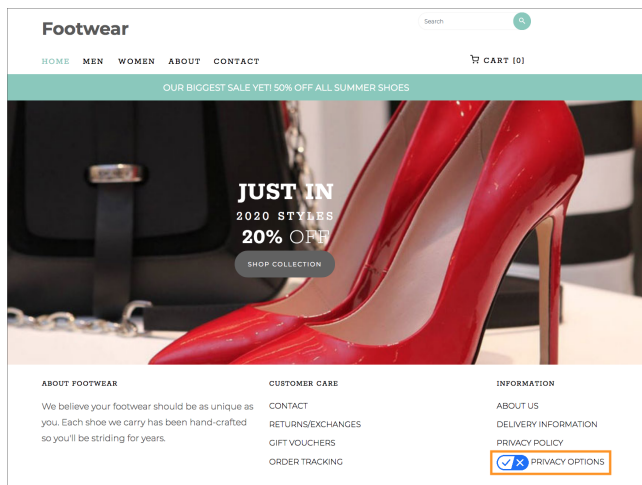 Footwear
Search
HOME MEN WOMEN ABOUT CONTACT
CART [0]
OUR BIGGEST SALE YET! 50% OFF ALL SUMMER SHOES
JUST IN
2020 STYLES
20% OFF
SHOP COLLECTION
ABOUT FOOTWEAR
We believe your footwear should be as unique as
you. Each shoe we carry has been hand-crafted
so you'll be striding for years.
CUSTOMER CARE
CONTACT
RETURNS/EXCHANGES
GIFT VOUCHERS
ORDER TRACKING
INFORMATION
ABOUT US
DELIVERY INFORMATION
PRIVACY POLICY
PRIVACY OPTIONS